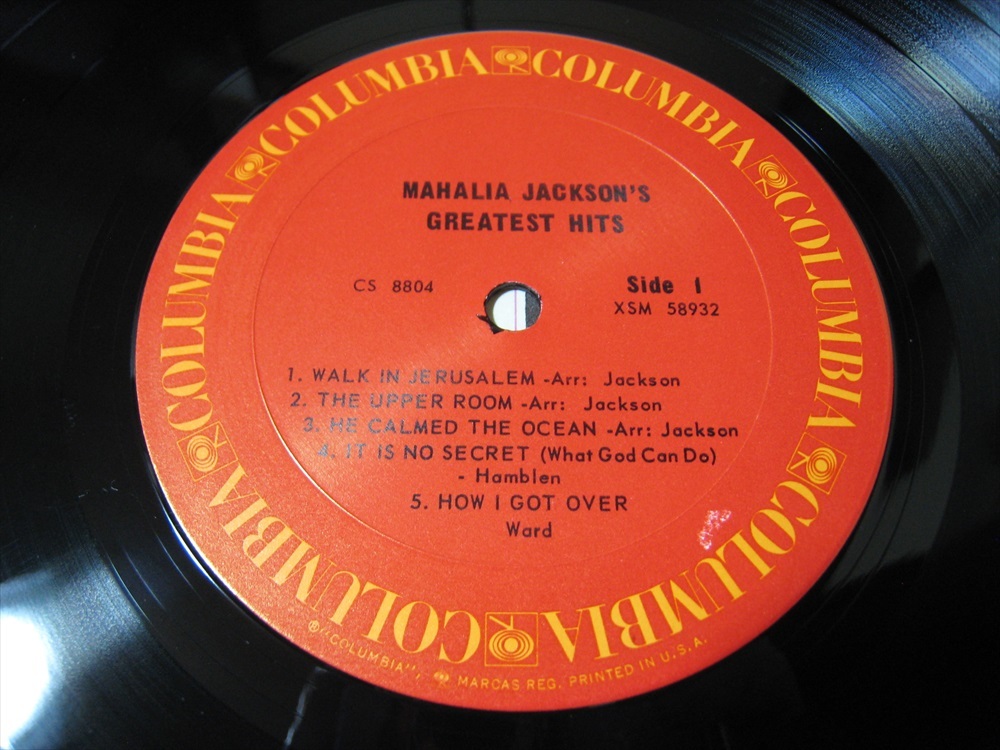 COLUMBIA COLUMBIA COLUMBIA COLUMBIA COLUMBIA COLUMBIA COLUMBIA COLUMBIA
MAHALIA JACKSON'S
GREATEST HITS
CS 8804
Side 1
XSM 58932
1. WALK IN JERUSALEM -Arr: Jackson
2. THE UPPER ROOM -Arr: Jackson
3. HE CALMED THE OCEAN -Arr: Jackson
4. IT IS NO SECRET (What God Can Do)
- Hamblen
5. HOW I GOT OVER
Ward
® "COLUMBIA", MARCAS REG. PRINTED IN U.S.A.